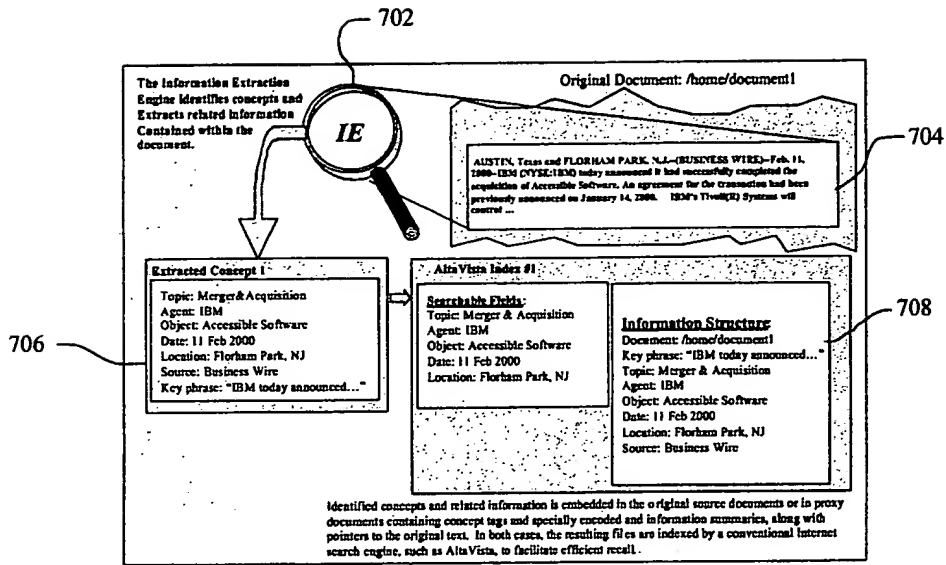 702
The Information Extraction
Engine Identifies concepts and
Extracts related Information
Contained within the
document.
IE
Original Document: /home/document1
704
AUSTIN, Texas and FLORHAM PARK, N.J.--(BUSINESS WIRE)--Feb. 11,
2000--IBM (NYSE:IBM) today announced it had successfully completed the
acquisition of Accessible Software. An agreement for the transaction had been
previously announced on January 14, 2000. IBM's Tivoli(R) Systems will
control ...
Extracted Concept 1
Topic: Merger&Acquisition
Agent: IBM
Object: Accessible Software
Date: 11 Feb 2000
Location: Florham Park, NJ
Source: Business Wire
Key phrase: "IBM today announced..."
706
AltaVista Index #1
Searchable Fields:
Topic: Merger & Acquisition
Agent: IBM
Object: Accessible Software
Date: 11 Feb 2000
Location: Florham Park, NJ
Information Structure:
Document: /home/document1
Key phrase: "IBM today announced..."
Topic: Merger & Acquisition
Agent: IBM
Object: Accessible Software
Date: 11 Feb 2000
Location: Florham Park, NJ
Source: Business Wire
708
Identified concepts and related information is embedded in the original source documents or in proxy
documents containing concept tags and specially encoded and information summaries, along with
pointers to the original text. In both cases, the resulting files are indexed by a conventional Internet
search engine, such as AltaVista, to facilitate efficient recall.